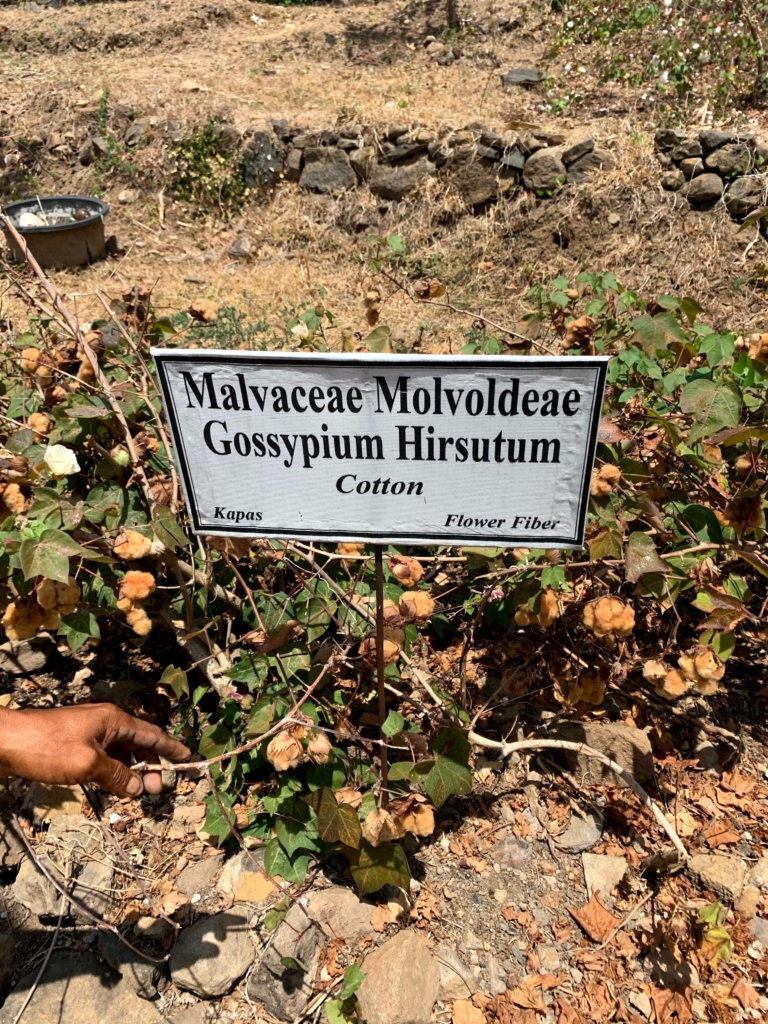 Malvaceae Molvoldeae
Gossypium Hirsutum
Cotton
Kapas
Flower Fiber